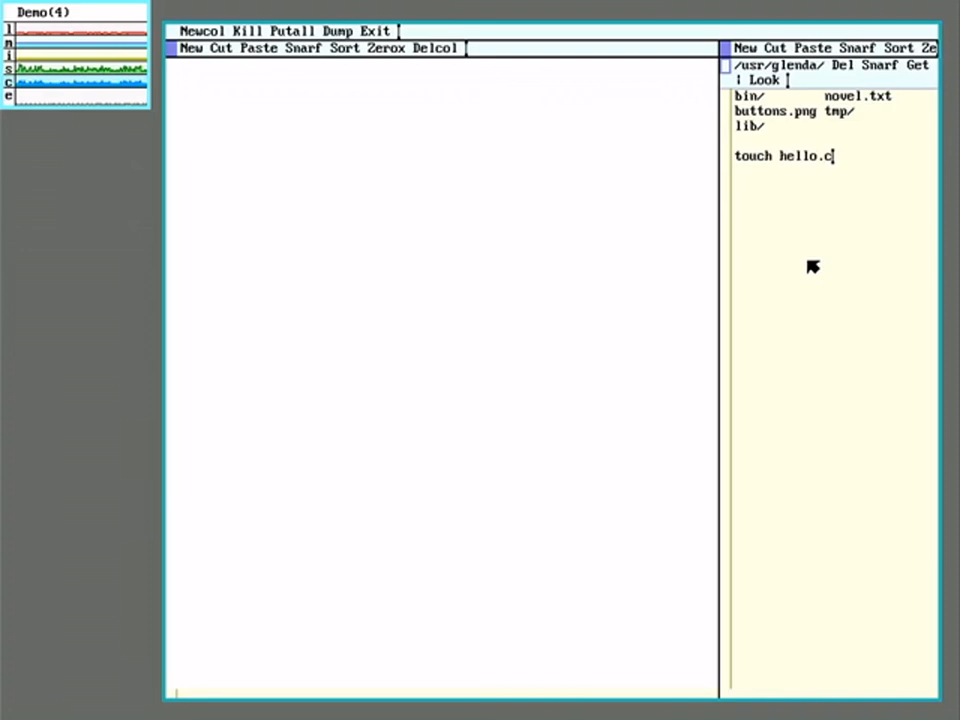 Demo(4)
l
m
i
s
c
e
Newcol Kill Putall Dump Exit
New Cut Paste Snarf Sort Zerox Delcol
New Cut Paste Snarf Sort Ze
/usr/glenda/ Del Snarf Get
| Look
bin/ novel.txt
buttons.png tmp/
lib/
touch hello.c